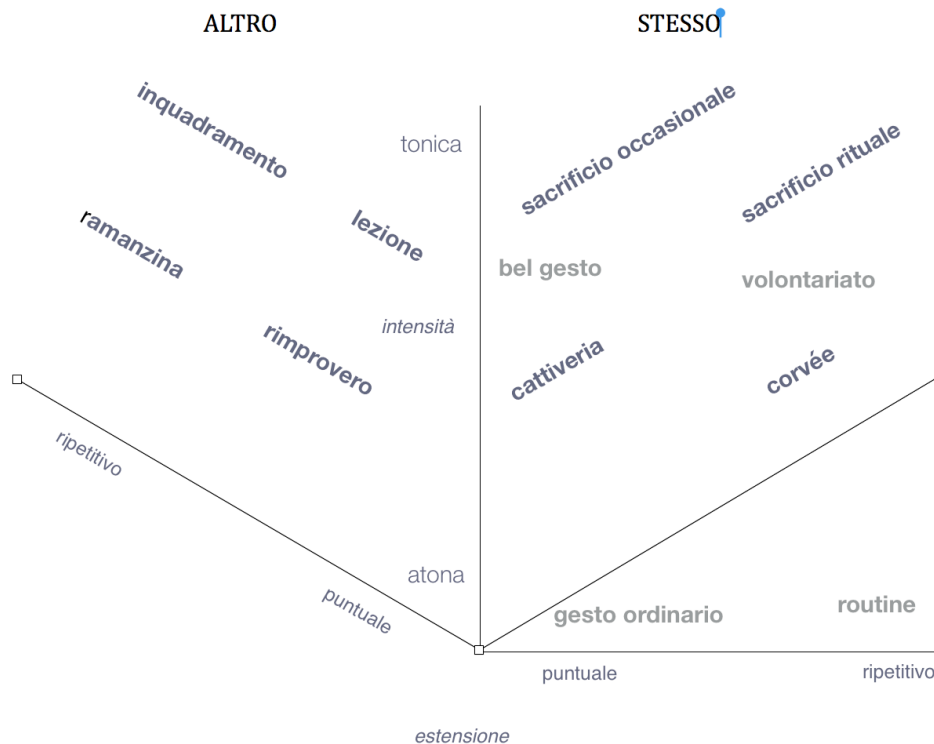 ALTRO
STESSO
inquadramento
tonica
sacrificio occasionale
sacrificio rituale
ramanzina
lezione
bel gesto
volontariato
intensità
rimprovero
cattiveria
corvée
ripetitivo
atona
puntuale
gesto ordinario
routine
puntuale
ripetitivo
estensione